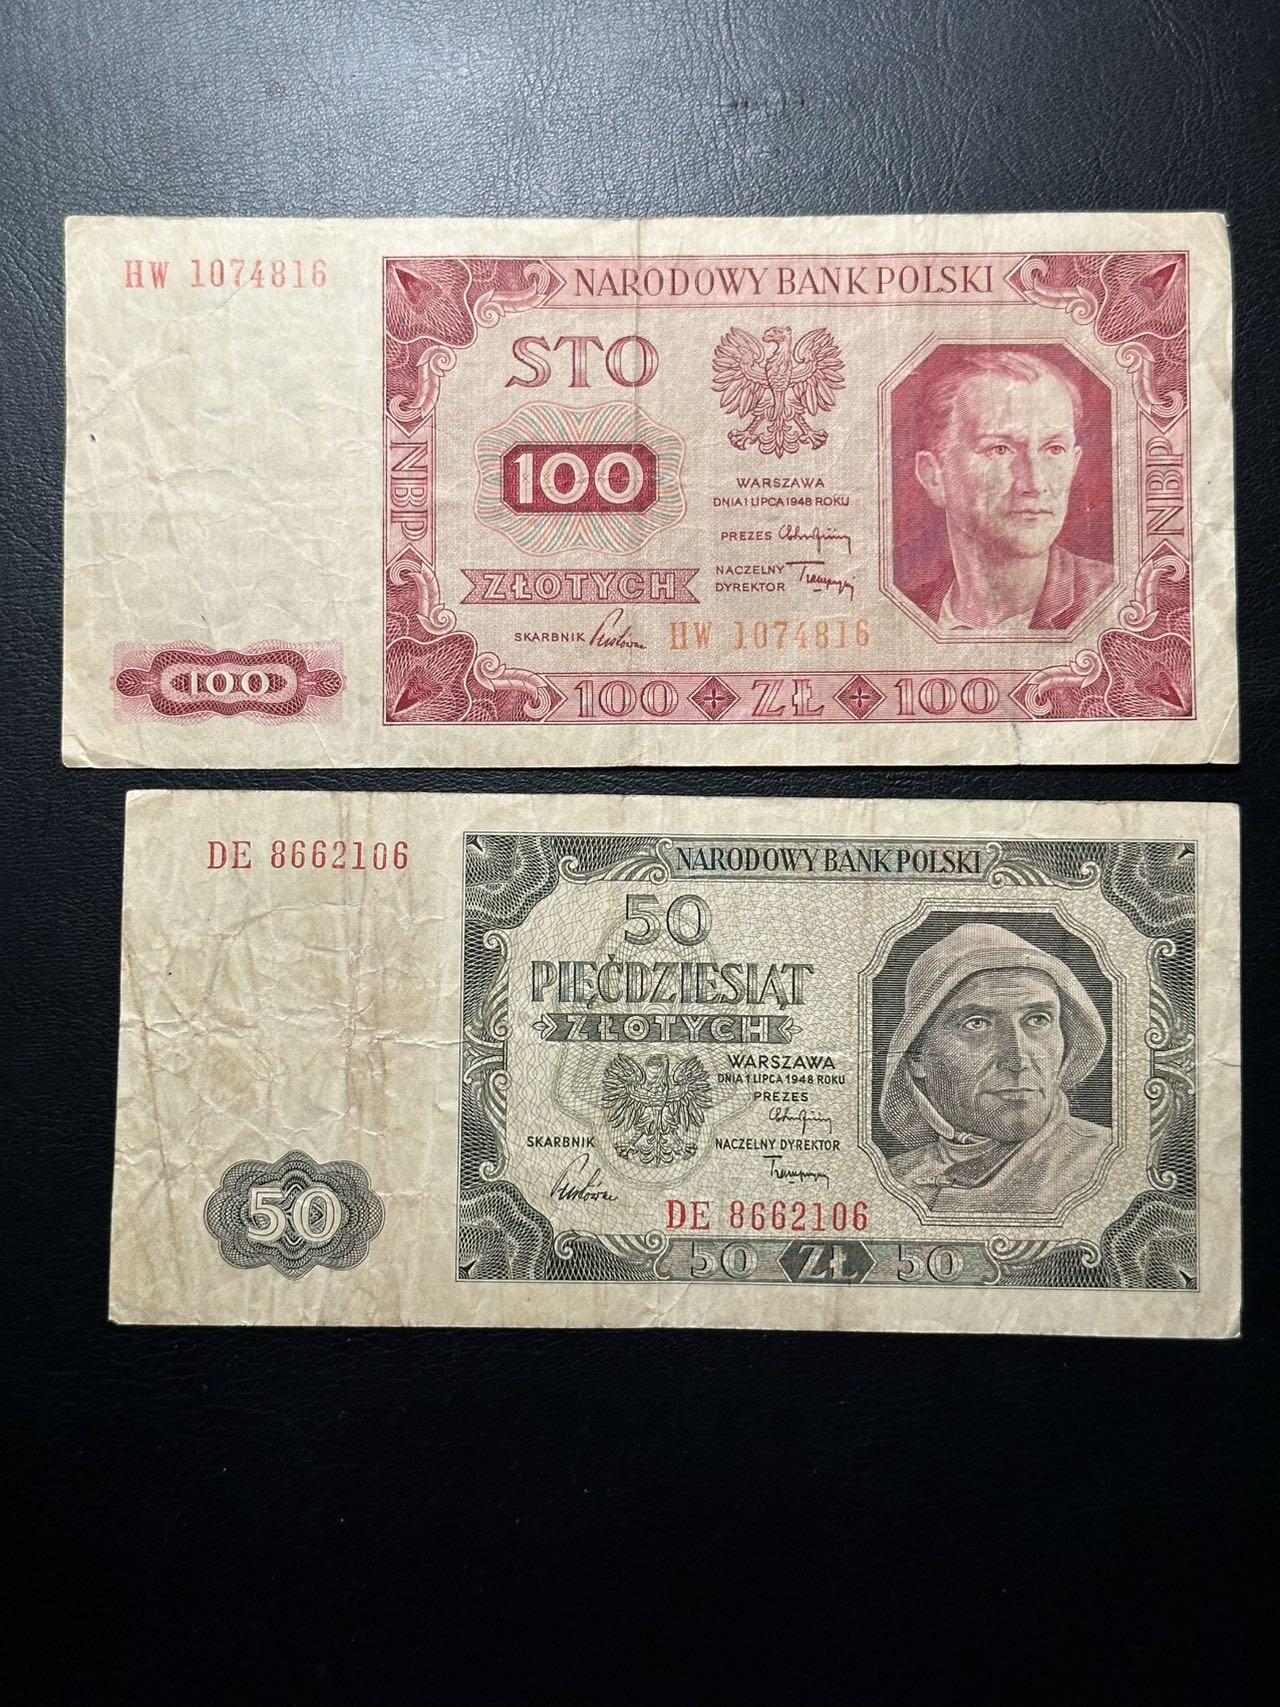 HW 1074816
NARODOWY BANK POLSKI
STO
100
ZŁOTYCH
WARSZAWA
DNIA 1 LIPCA 1948 ROKU
PREZES
NACZELNY
DYREKTOR
SKARBNIK
HW 1074816
NBP
NBP
100
100 ZŁ 100
DE 8662106
NARODOWY BANK POLSKI
50
PIĘĆDZIESIĄT
ZŁOTYCH
WARSZAWA
DNIA 1 LIPCA 1948 ROKU
PREZES
SKARBNIK
NACZELNY DYREKTOR
DE 8662106
50
50 ZŁ 50